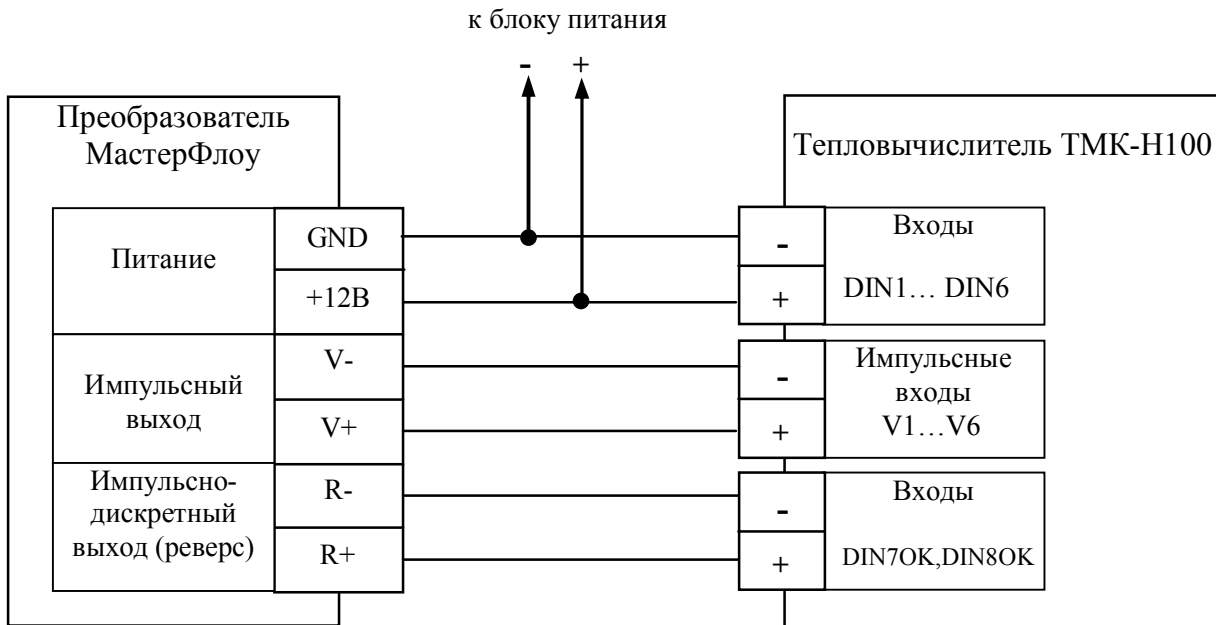 к блоку питания
- +
Преобразователь
МастерФлоу
Питание
GND
+12В
Импульсный
выход
V-
V+
Импульсно-
дискретный
выход (реверс)
R-
R+
Тепловычислитель ТМК-Н100
-
+
Входы
DIN1... DIN6
-
+
Импульсные
входы
V1...V6
-
+
Входы
DIN7OK,DIN8OK